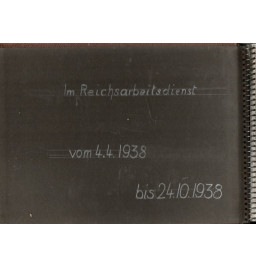 Im Reichsarbeitsdienst
vom 4.4.1938
bis 24.10.1938